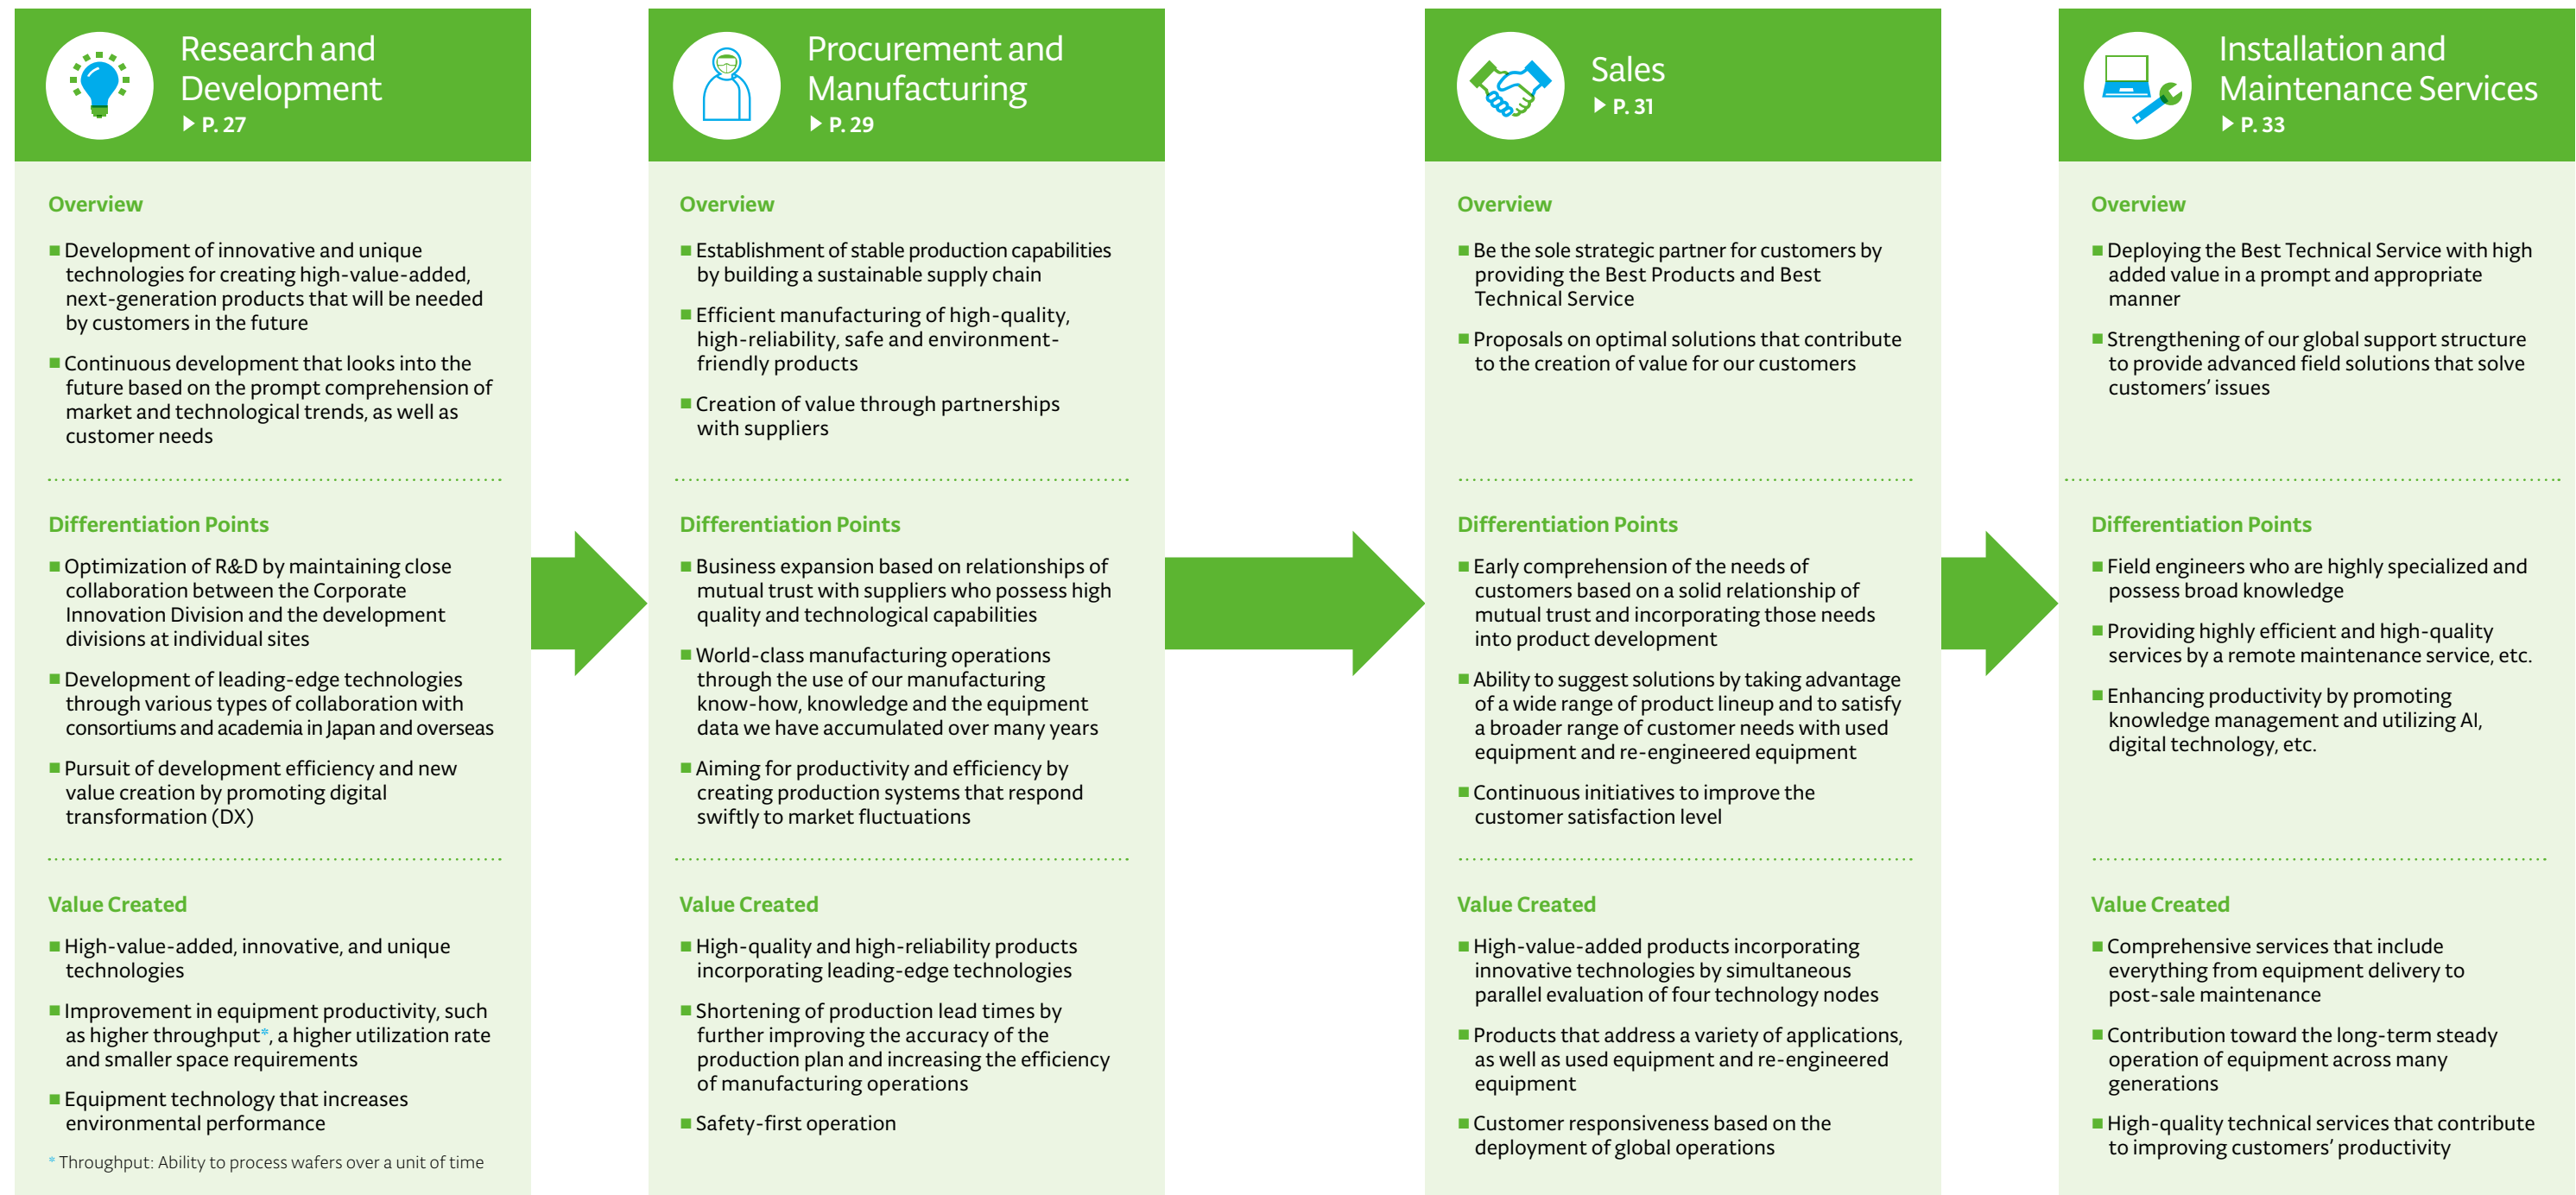 Research and
Development
▶ P. 27
Overview
■ Development of innovative and unique
technologies for creating high-value-added,
next-generation products that will be needed
by customers in the future
■ Continuous development that looks into the
future based on the prompt comprehension of
market and technological trends, as well as
customer needs
Differentiation Points
■ Optimization of R&D by maintaining close
collaboration between the Corporate
Innovation Division and the development
divisions at individual sites
■ Development of leading-edge technologies
through various types of collaboration with
consortiums and academia in Japan and overseas
■ Pursuit of development efficiency and new
value creation by promoting digital
transformation (DX)
Value Created
■ High-value-added, innovative, and unique
technologies
■ Improvement in equipment productivity, such
as higher throughput*, a higher utilization rate
and smaller space requirements
■ Equipment technology that increases
environmental performance
* Throughput: Ability to process wafers over a unit of time
Procurement and
Manufacturing
▶ P. 29
Overview
■ Establishment of stable production capabilities
by building a sustainable supply chain
■ Efficient manufacturing of high-quality,
high-reliability, safe and environment-
friendly products
■ Creation of value through partnerships
with suppliers
Differentiation Points
■ Business expansion based on relationships of
mutual trust with suppliers who possess high
quality and technological capabilities
■ World-class manufacturing operations
through the use of our manufacturing
know-how, knowledge and the equipment
data we have accumulated over many years
■ Aiming for productivity and efficiency by
creating production systems that respond
swiftly to market fluctuations
Value Created
■ High-quality and high-reliability products
incorporating leading-edge technologies
■ Shortening of production lead times by
further improving the accuracy of the
production plan and increasing the efficiency
of manufacturing operations
■ Safety-first operation
Sales
▶ P. 31
Overview
■ Be the sole strategic partner for customers by
providing the Best Products and Best
Technical Service
■ Proposals on optimal solutions that contribute
to the creation of value for our customers
Differentiation Points
■ Early comprehension of the needs of
customers based on a solid relationship of
mutual trust and incorporating those needs
into product development
■ Ability to suggest solutions by taking advantage
of a wide range of product lineup and to satisfy
a broader range of customer needs with used
equipment and re-engineered equipment
■ Continuous initiatives to improve the
customer satisfaction level
Value Created
■ High-value-added products incorporating
innovative technologies by simultaneous
parallel evaluation of four technology nodes
■ Products that address a variety of applications,
as well as used equipment and re-engineered
equipment
■ Customer responsiveness based on the
deployment of global operations
Installation and
Maintenance Services
▶ P. 33
Overview
■ Deploying the Best Technical Service with high
added value in a prompt and appropriate
manner
■ Strengthening of our global support structure
to provide advanced field solutions that solve
customers' issues
Differentiation Points
■ Field engineers who are highly specialized and
possess broad knowledge
■ Providing highly efficient and high-quality
services by a remote maintenance service, etc.
■ Enhancing productivity by promoting
knowledge management and utilizing AI,
digital technology, etc.
Value Created
■ Comprehensive services that include
everything from equipment delivery to
post-sale maintenance
■ Contribution toward the long-term steady
operation of equipment across many
generations
■ High-quality technical services that contribute
to improving customers' productivity